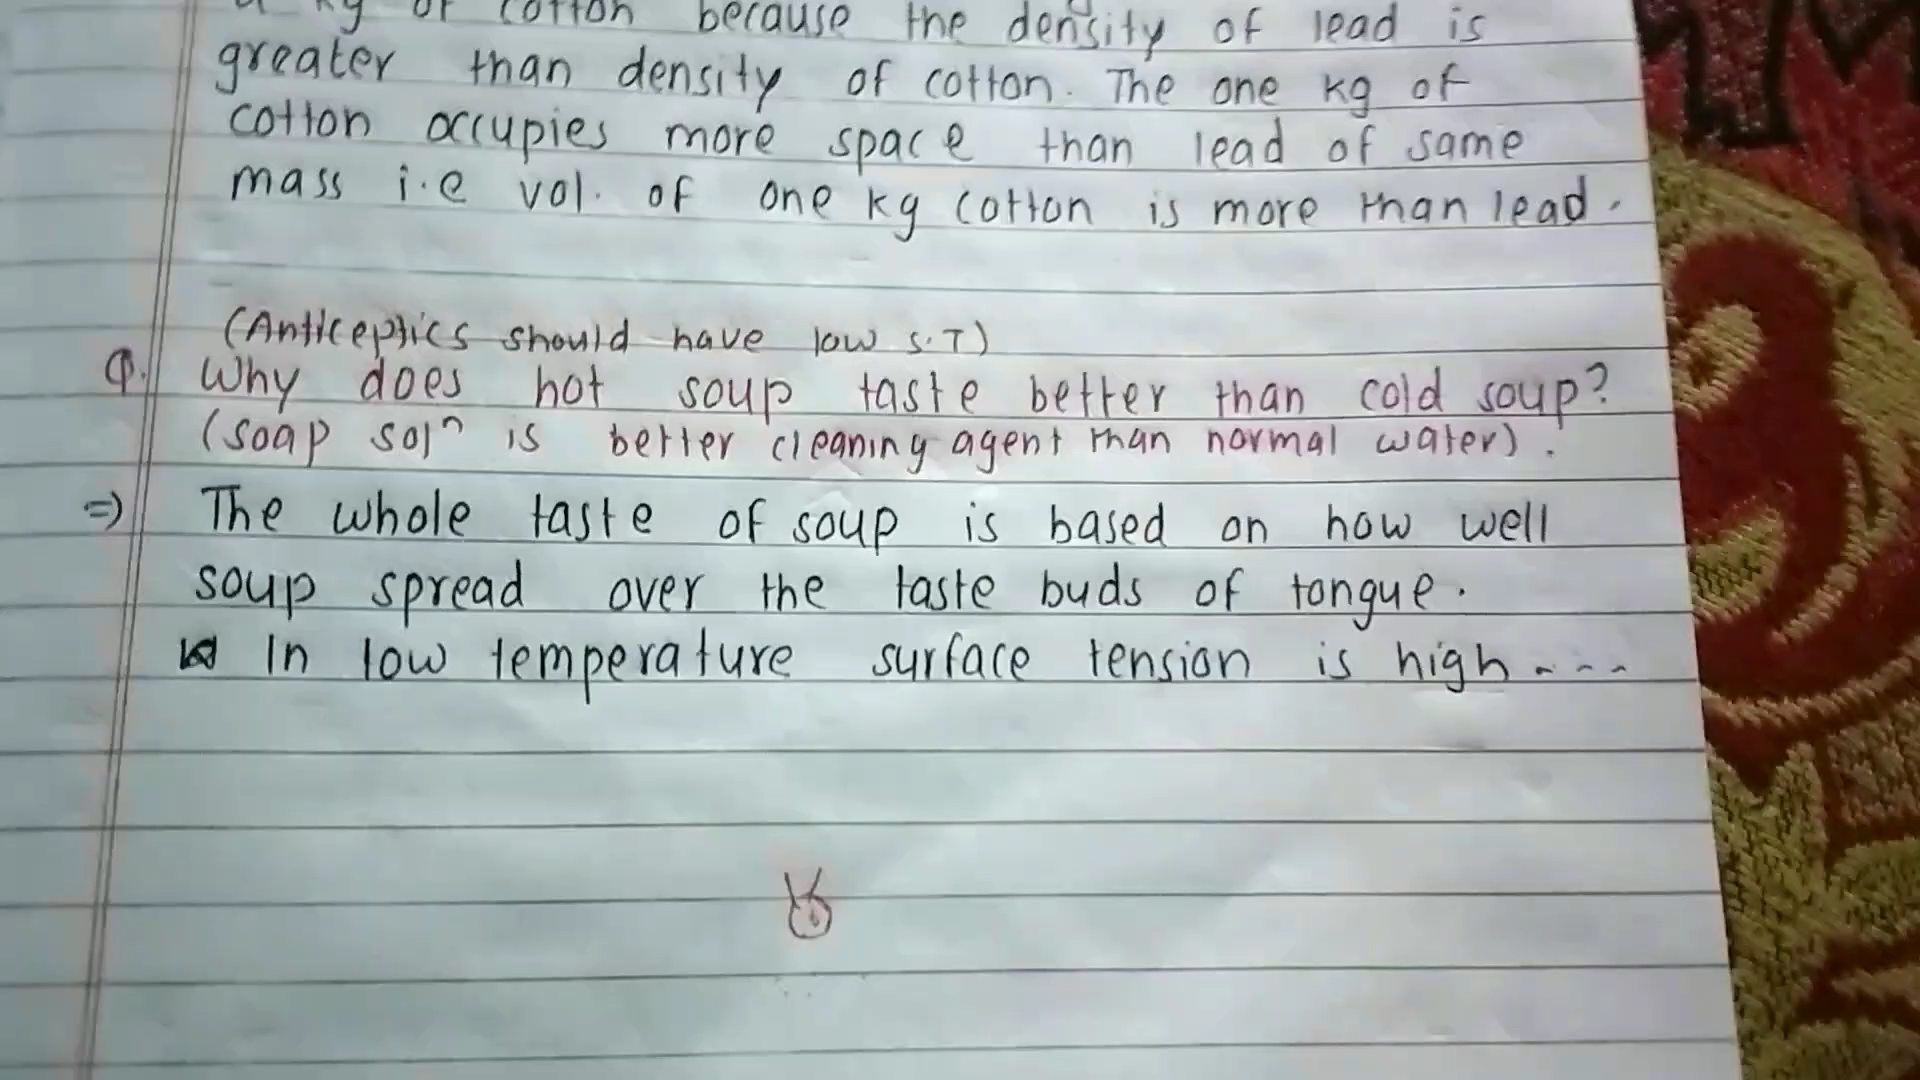 a kg of cotton because the density of lead is
greater than density of cotton. The one kg of
cotton occupies more space than lead of same
mass i.e vol. of one kg cotton is more than lead.
(Anticeptics should have low s.T)
Q. Why does hot soup taste better than cold soup?
(soap solⁿ is better cleaning agent than normal water).
=) The whole taste of soup is based on how well
soup spread over the taste buds of tongue.
In low temperature surface tension is high ----